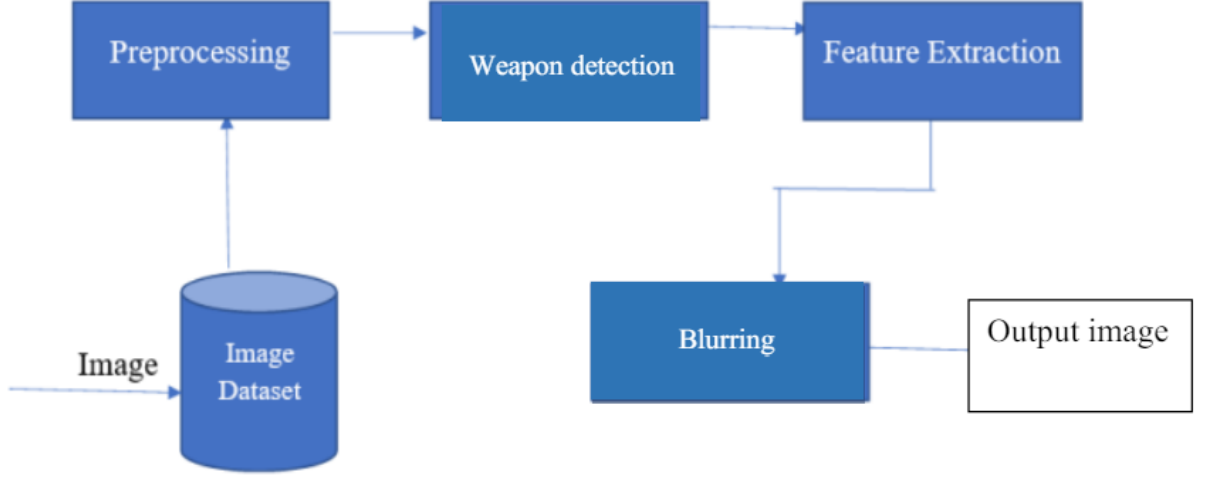 Preprocessing
Weapon detection
Feature Extraction
Image
Image
Dataset
Blurring
Output image